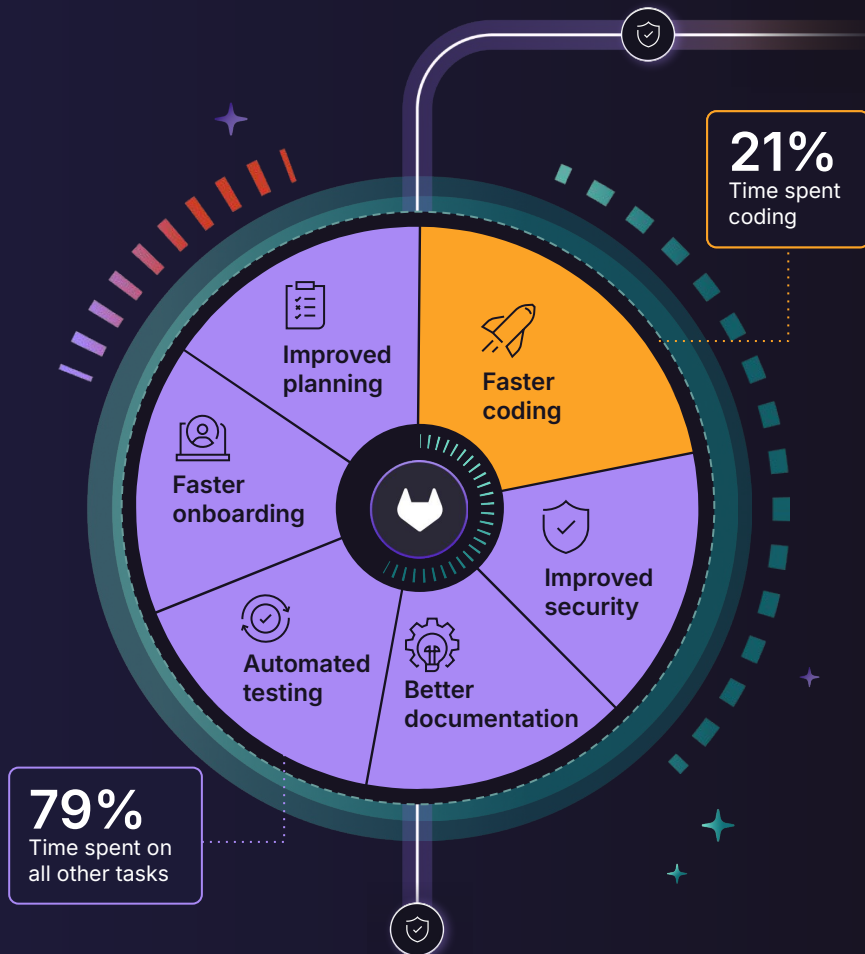 21%
Time spent
coding
Improved
planning
Faster
coding
Faster
onboarding
Improved
security
Automated
testing
Better
documentation
79%
Time spent on
all other tasks